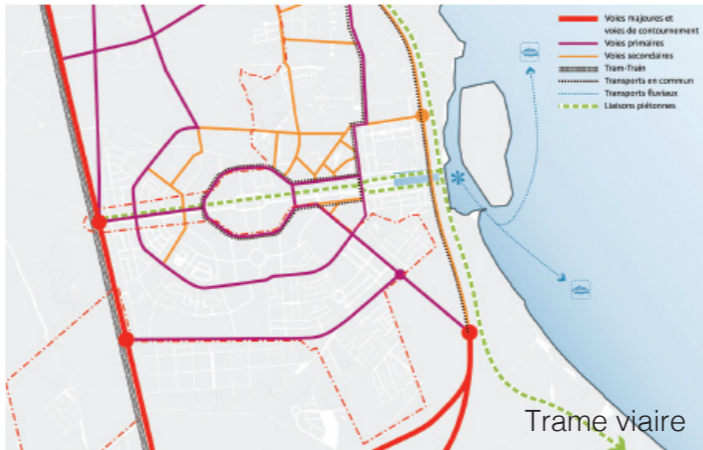 Voies majeures et
voies de contournement
Voies primaires
Voies secondaires
Tram-Train
Transports en commun
Transports fluviaux
Liaisons piétonnes
Trame viaire